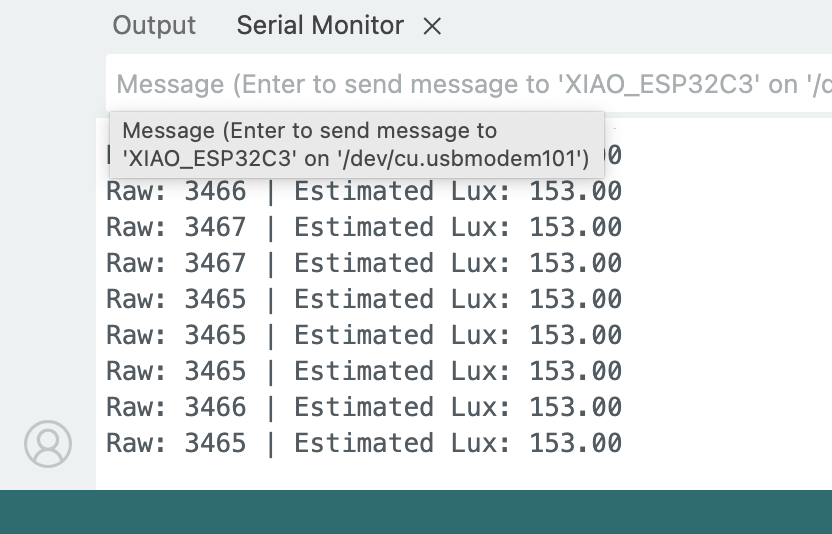 Output Serial Monitor
Message (Enter to send message to 'XIAO_ESP32C3' on '/d
Message (Enter to send message to
'XIAO_ESP32C3' on '/dev/cu.usbmodem101')
Raw: 3466 | Estimated Lux: 153.00
Raw: 3467 | Estimated Lux: 153.00
Raw: 3467 | Estimated Lux: 153.00
Raw: 3465 | Estimated Lux: 153.00
Raw: 3465 | Estimated Lux: 153.00
Raw: 3465 | Estimated Lux: 153.00
Raw: 3466 | Estimated Lux: 153.00
Raw: 3465 | Estimated Lux: 153.00